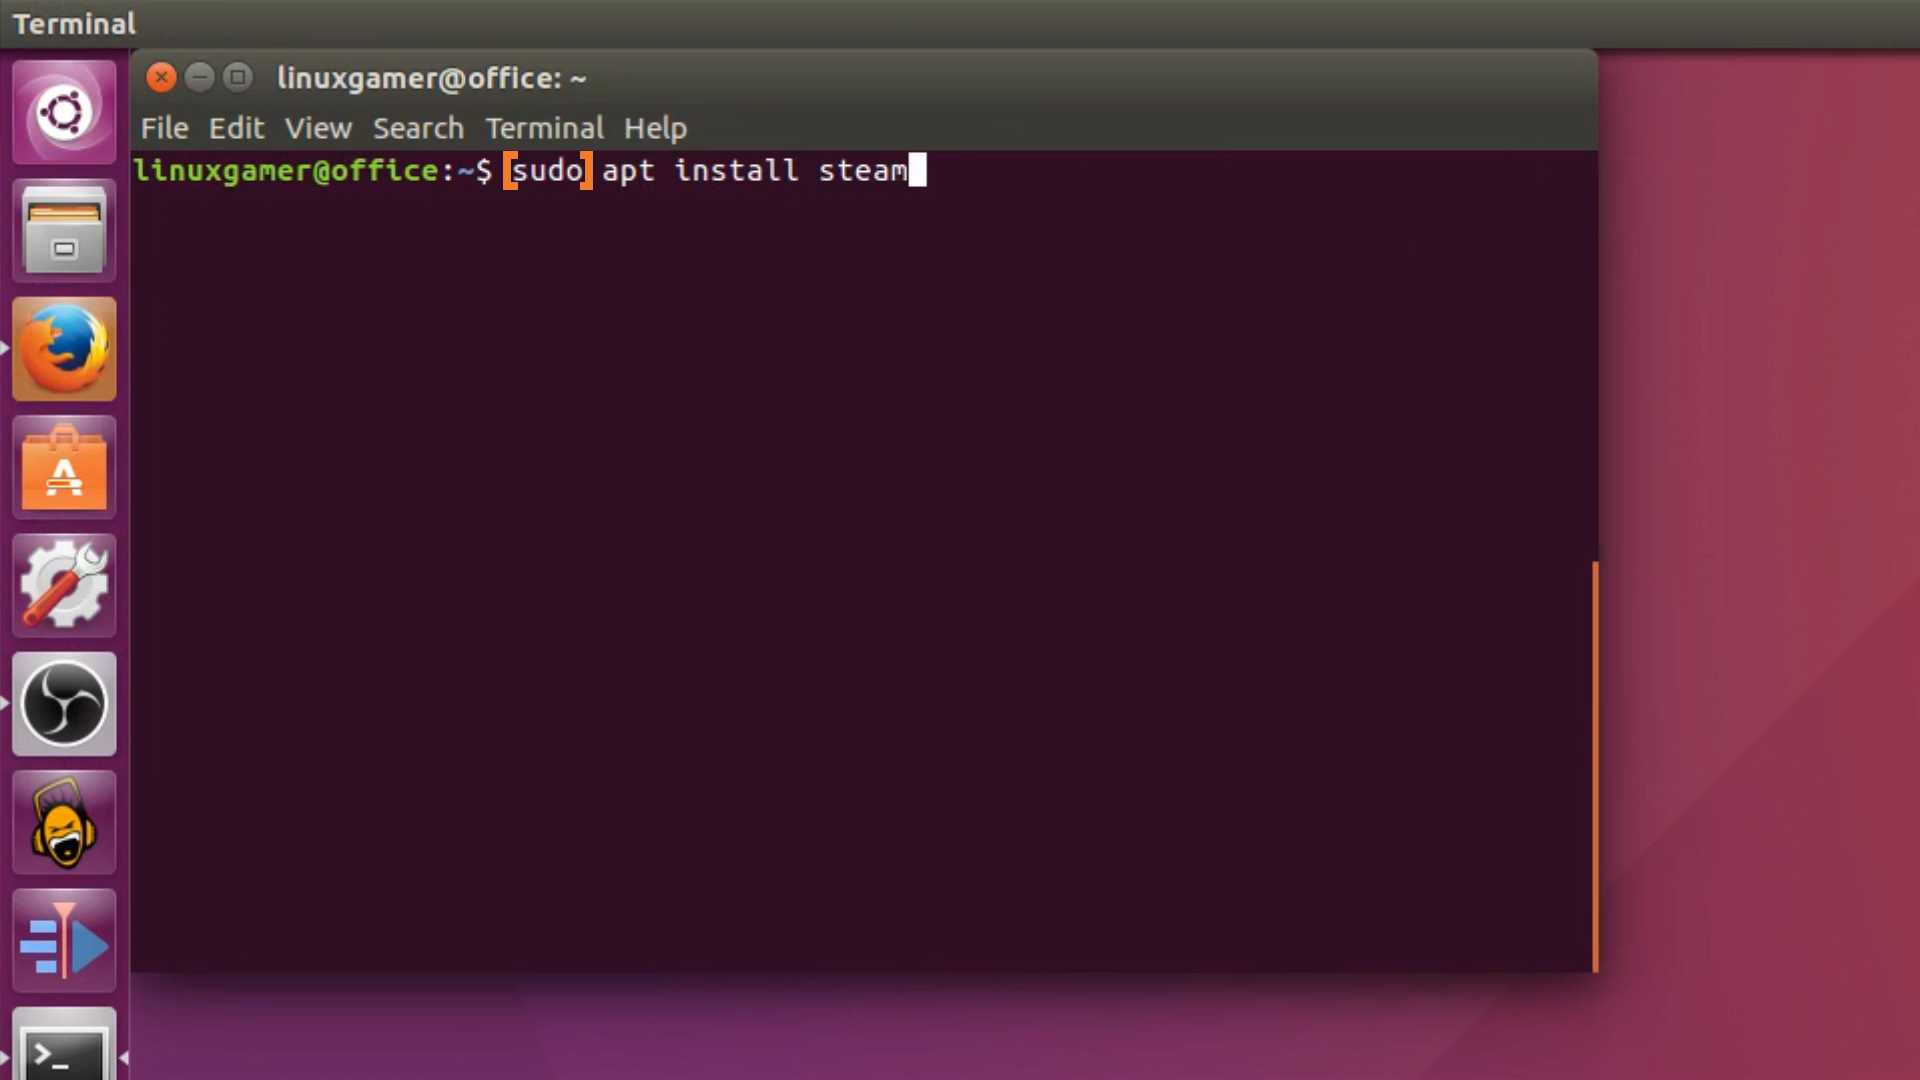 Terminal
linuxgamer@office: ~
File Edit View Search Terminal Help
linuxgamer@office:~$ [sudo] apt install steam